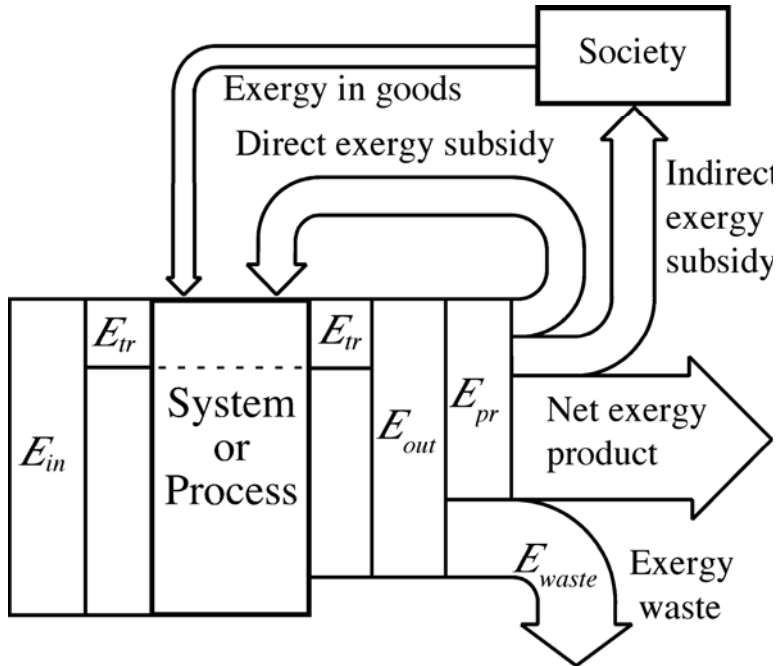 Society
Exergy in goods
Direct exergy subsidy
Indirect
exergy
subsidy
E_tr
E_tr
System
or
Process
E_in
E_out
E_pr
Net exergy
product
E_waste
Exergy
waste